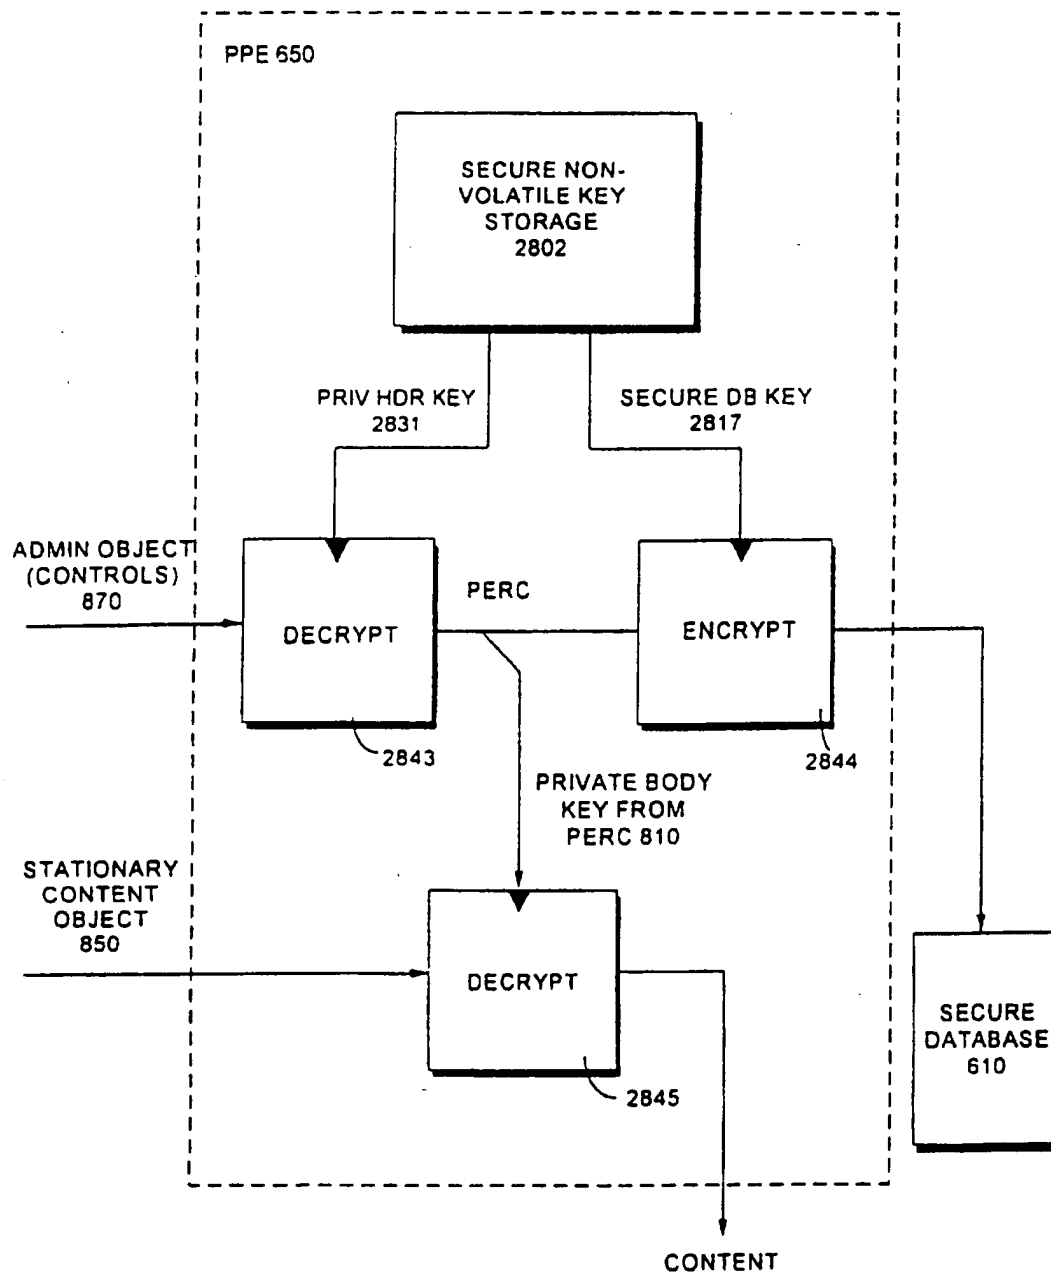 PPE 650
SECURE NON-
VOLATILE KEY
STORAGE
2802
PRIV HDR KEY
2831
SECURE DB KEY
2817
ADMIN OBJECT
(CONTROLS)
870
DECRYPT
PERC
ENCRYPT
2843
2844
PRIVATE BODY
KEY FROM
PERC 810
STATIONARY
CONTENT
OBJECT
850
DECRYPT
2845
SECURE
DATABASE
610
CONTENT